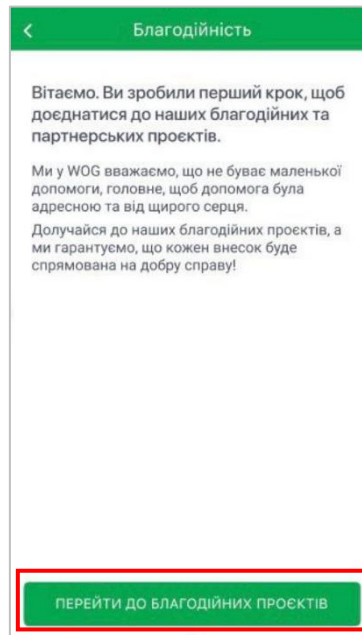 Благодійність
Вітаємо. Ви зробили перший крок, щоб
доєднатися до наших благодійних та
партнерських проєктів.
Ми у WOG вважаємо, що не буває маленької
допомоги, головне, щоб допомога була
адресною та від щирого серця.
Долучайся до наших благодійних проєктів, а
ми гарантуємо, що кожен внесок буде
спрямована на добру справу!
ПЕРЕЙТИ ДО БЛАГОДІЙНИХ ПРОЄКТІВ